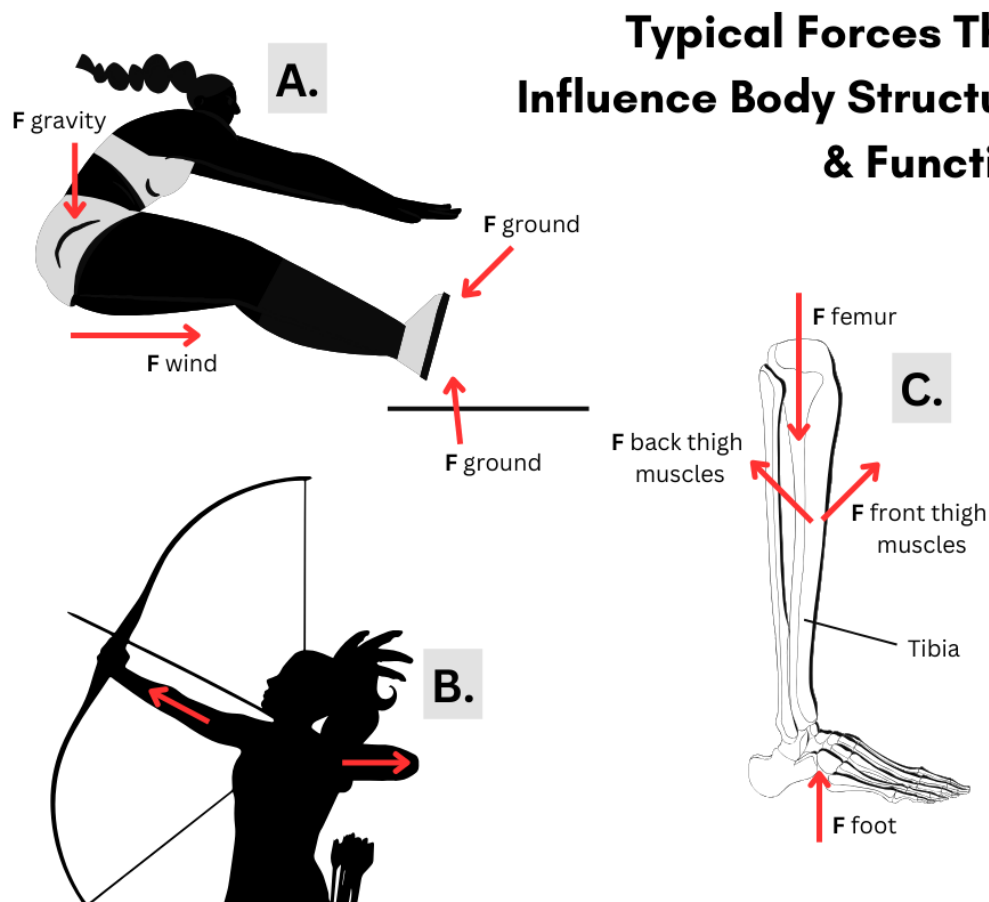 Typical Forces Th
Influence Body Structu
& Functi
A.
F gravity
F ground
F wind
F ground
B.
C.
F femur
F back thigh
muscles
F front thigh
muscles
Tibia
F foot